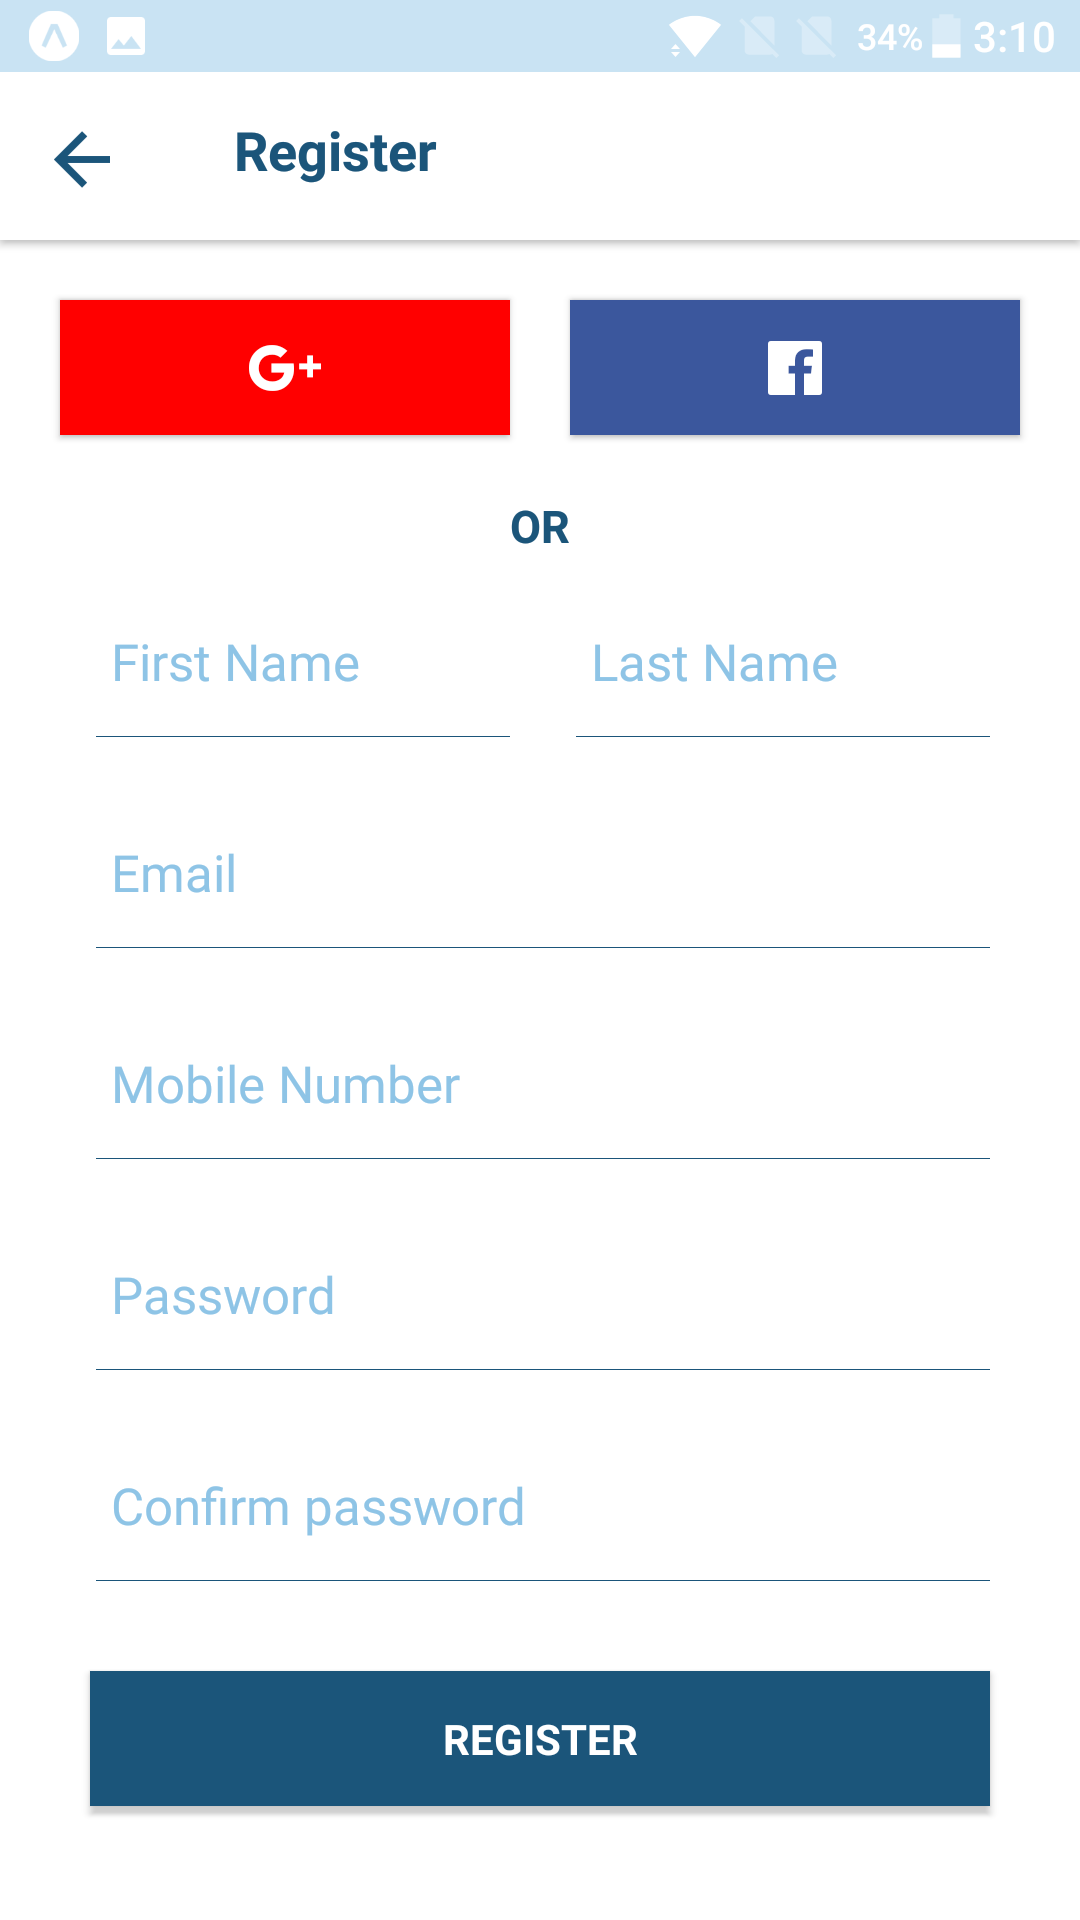 34% 3:10
Register
G+ f
OR
First Name Last Name
Email
Mobile Number
Password
Confirm password
REGISTER